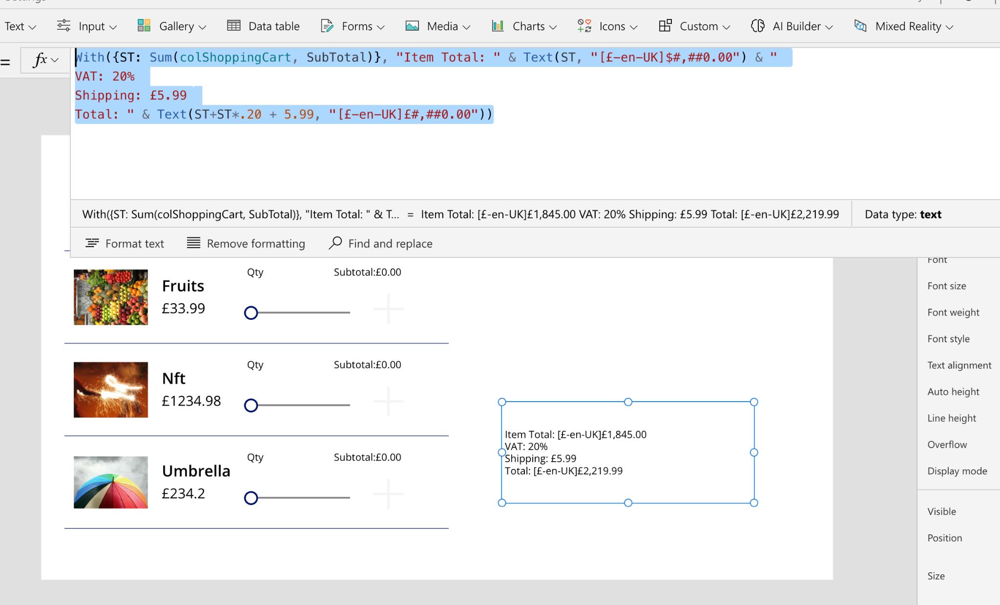 Text Input Gallery Data table Forms Media Charts Icons Custom AI Builder Mixed Reality
= fx With({ST: Sum(colShoppingCart, SubTotal)}, "Item Total: " & Text(ST, "[£-en-UK]$#,##0.00") & "
VAT: 20%
Shipping: £5.99
Total: " & Text(ST+ST*.20 + 5.99, "[£-en-UK]£#,##0.00"))
With({ST: Sum(colShoppingCart, SubTotal)}, "Item Total: " & T... = Item Total: [£-en-UK]£1,845.00 VAT: 20% Shipping: £5.99 Total: [£-en-UK]£2,219.99 Data type: text
Format text Remove formatting Find and replace
Qty Subtotal:£0.00
Fruits
£33.99
Qty Subtotal:£0.00
Nft
£1234.98
Qty Subtotal:£0.00
Umbrella
£234.2
Item Total: [£-en-UK]£1,845.00
VAT: 20%
Shipping: £5.99
Total: [£-en-UK]£2,219.99
Font
Font size
Font weight
Font style
Text alignment
Auto height
Line height
Overflow
Display mode
Visible
Position
Size